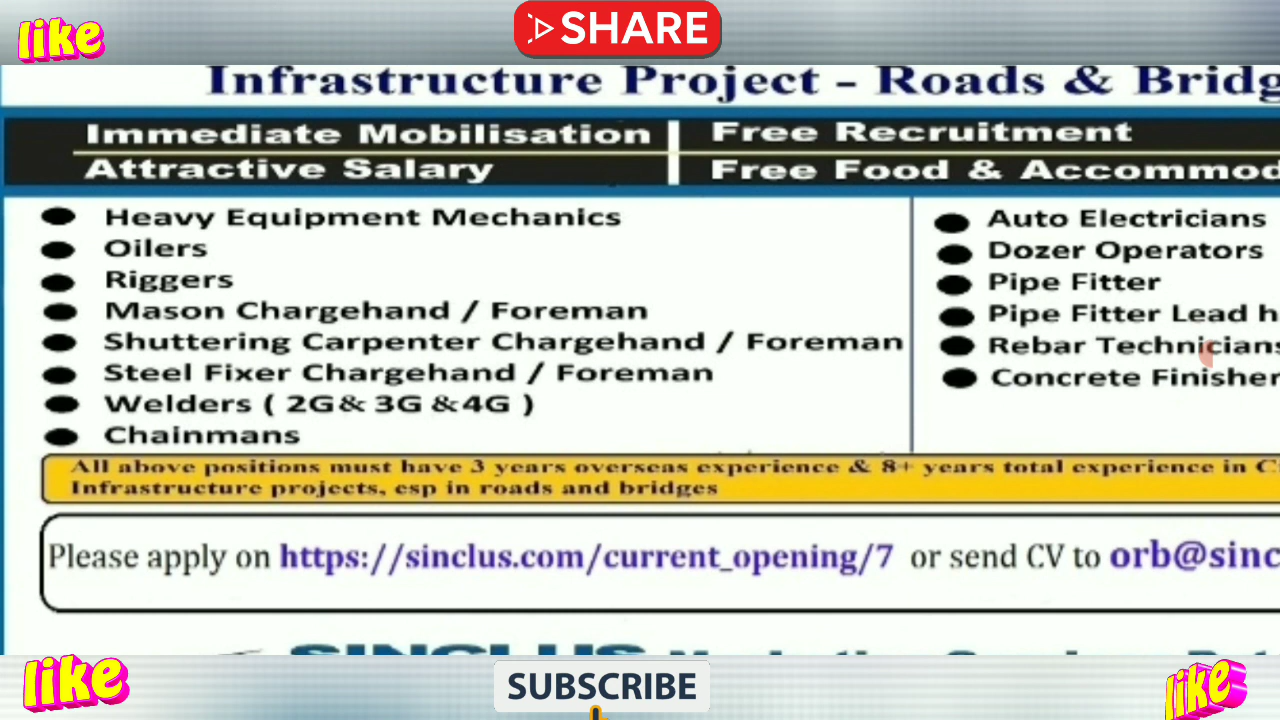 like
SHARE
Infrastructure Project - Roads &
Immediate Mobilisation
Free Recruitment
Attractive Salary
Free Food &
Heavy Equipment Mechanics
Oilers
Riggers
Mason Chargehand / Foreman
Shuttering Carpenter Chargehand / Foreman
Steel Fixer Chargehand / Foreman
Welders ( 2G& 3G &4G )
Chainmans
Auto Electricians
Dozer Operators
Pipe Fitter
Pipe Fitter Lead
Rebar Technicians
Concrete Finisher
All above positions must have 3 years overseas experience & 8+ years total experience in
Infrastructure projects, esp in roads and bridges
Please apply on https://sinclus.com/current_opening/7 or send CV to orb@sinc
SINCLUS
like
SUBSCRIBE
like